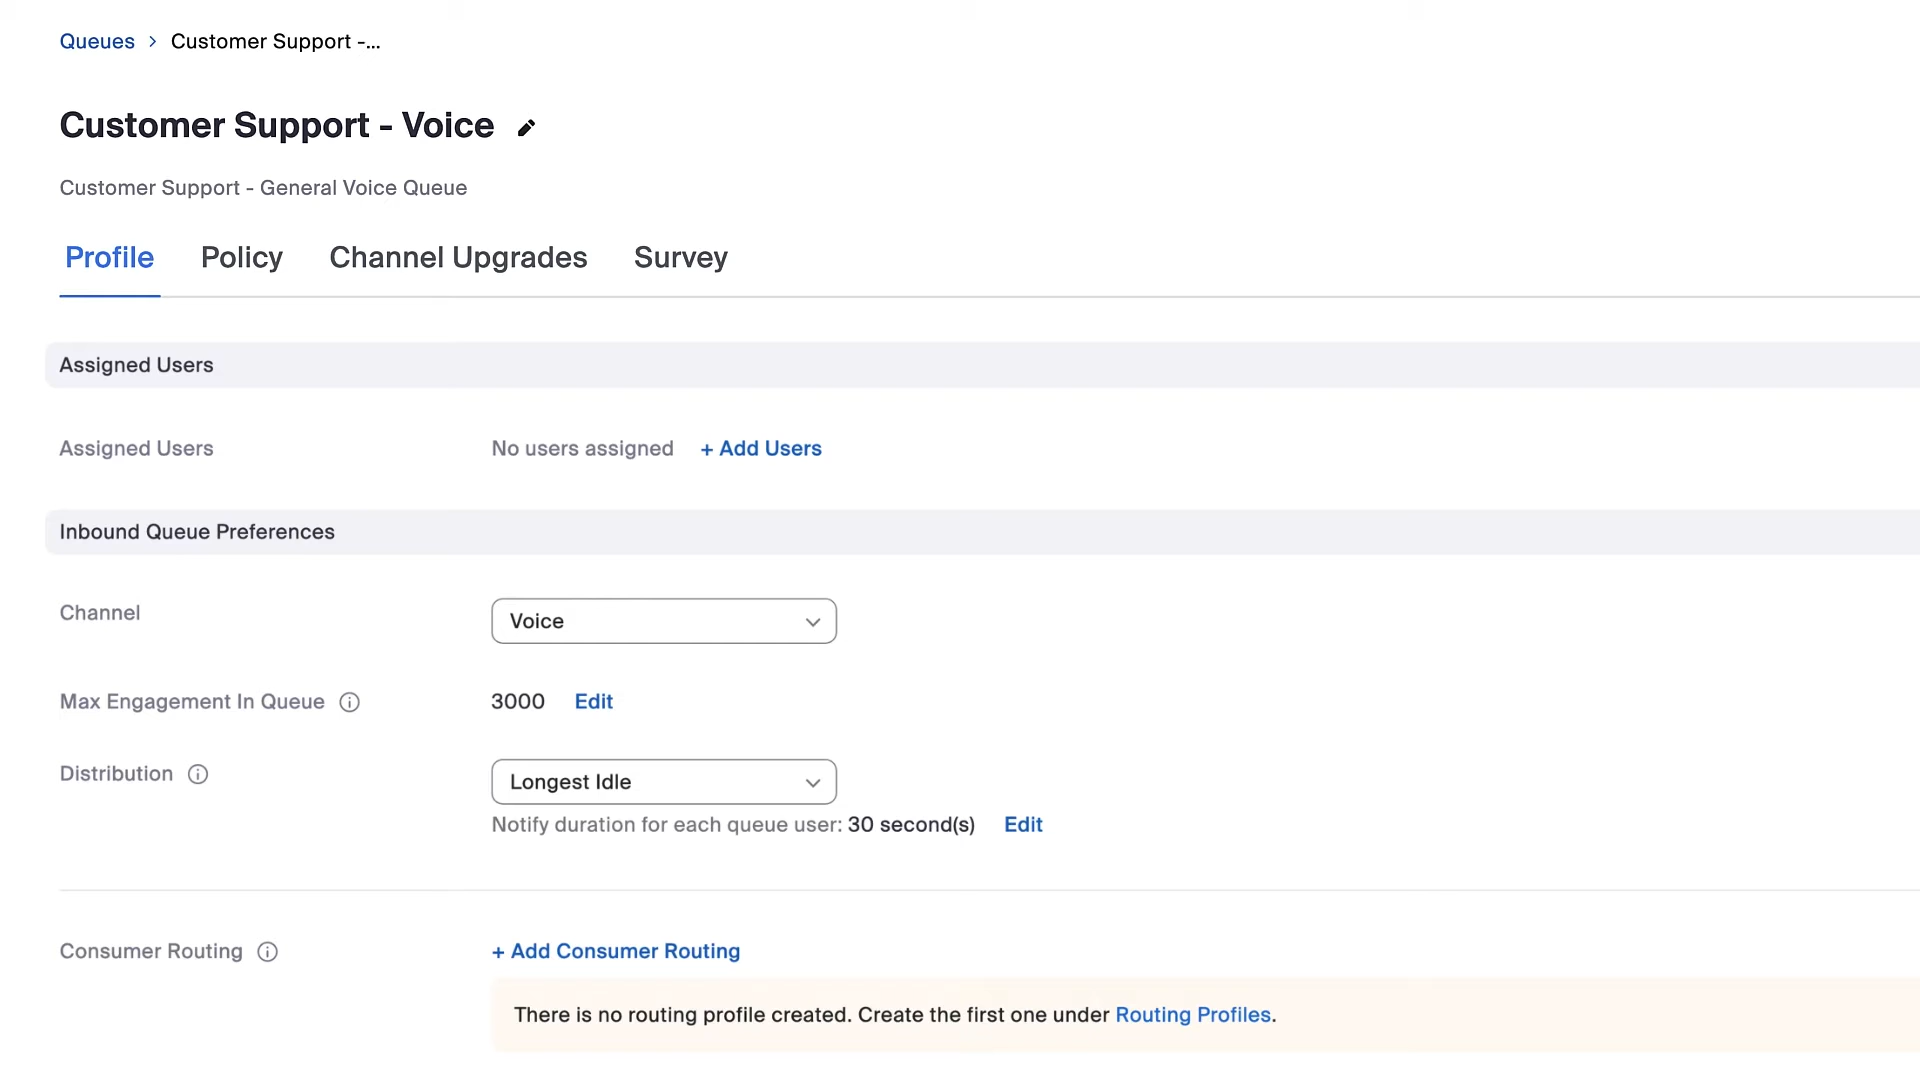 Queues > Customer Support -...
Customer Support - Voice
Customer Support - General Voice Queue
Profile Policy Channel Upgrades Survey
Assigned Users
Assigned Users No users assigned + Add Users
Inbound Queue Preferences
Channel Voice
Max Engagement In Queue 3000 Edit
Distribution Longest Idle
Notify duration for each queue user: 30 second(s) Edit
Consumer Routing + Add Consumer Routing
There is no routing profile created. Create the first one under Routing Profiles.